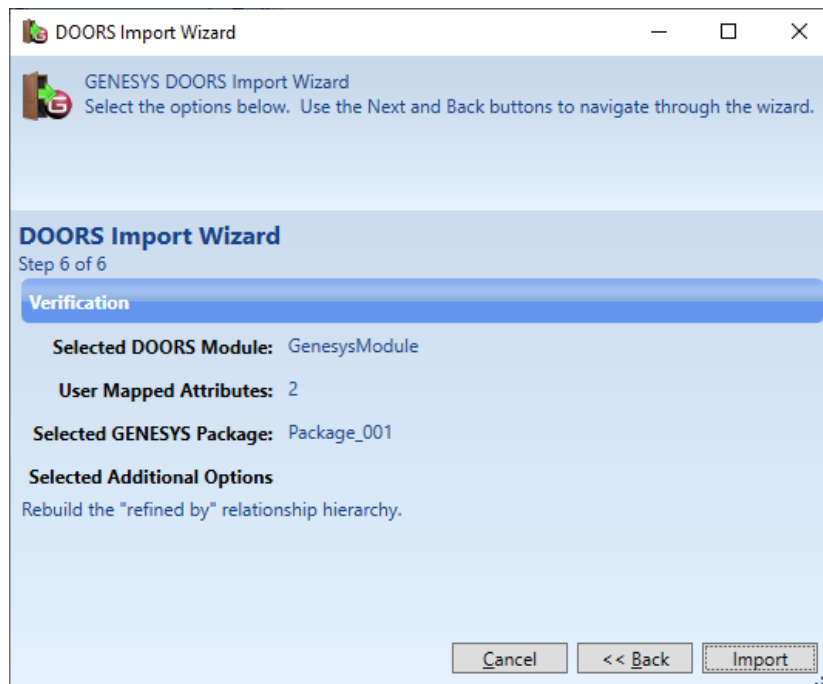 DOORS Import Wizard
GENESYS DOORS Import Wizard
Select the options below.  Use the Next and Back buttons to navigate through the wizard.
DOORS Import Wizard
Step 6 of 6
Verification
Selected DOORS Module: GenesysModule
User Mapped Attributes: 2
Selected GENESYS Package: Package_001
Selected Additional Options
Rebuild the "refined by" relationship hierarchy.
Cancel << Back Import